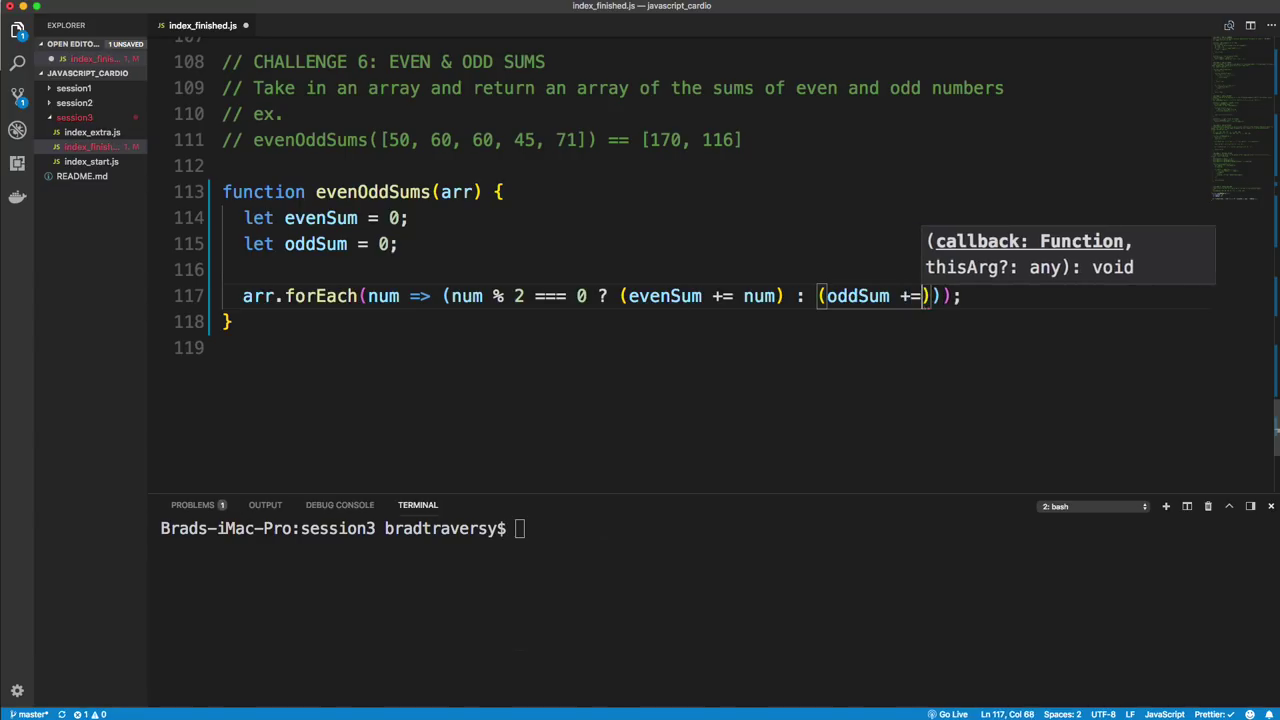 index_finished.js — javascript_cardio
EXPLORER
index_finished.js
OPEN EDITO... 1 UNSAVED
index_finis... 1, M
JAVASCRIPT_CARDIO
session1
session2
session3
JS index_extra.js
JS index_finish... 1, M
JS index_start.js
README.md
107
108 // CHALLENGE 6: EVEN & ODD SUMS
109 // Take in an array and return an array of the sums of even and odd numbers
110 // ex.
111 // evenOddSums([50, 60, 60, 45, 71]) == [170, 116]
112
113 function evenOddSums(arr) {
114 let evenSum = 0;
115 let oddSum = 0;
116
(callback: Function,
thisArg?: any): void
117 arr.forEach(num => (num % 2 === 0 ? (evenSum += num) : (oddSum +=)));
118 }
119
PROBLEMS 1 OUTPUT DEBUG CONSOLE TERMINAL 2: bash
Brads-iMac-Pro:session3 bradtraversy$
master* 1 0 Go Live Ln 117, Col 68 Spaces: 2 UTF-8 LF JavaScript Prettier: ✓